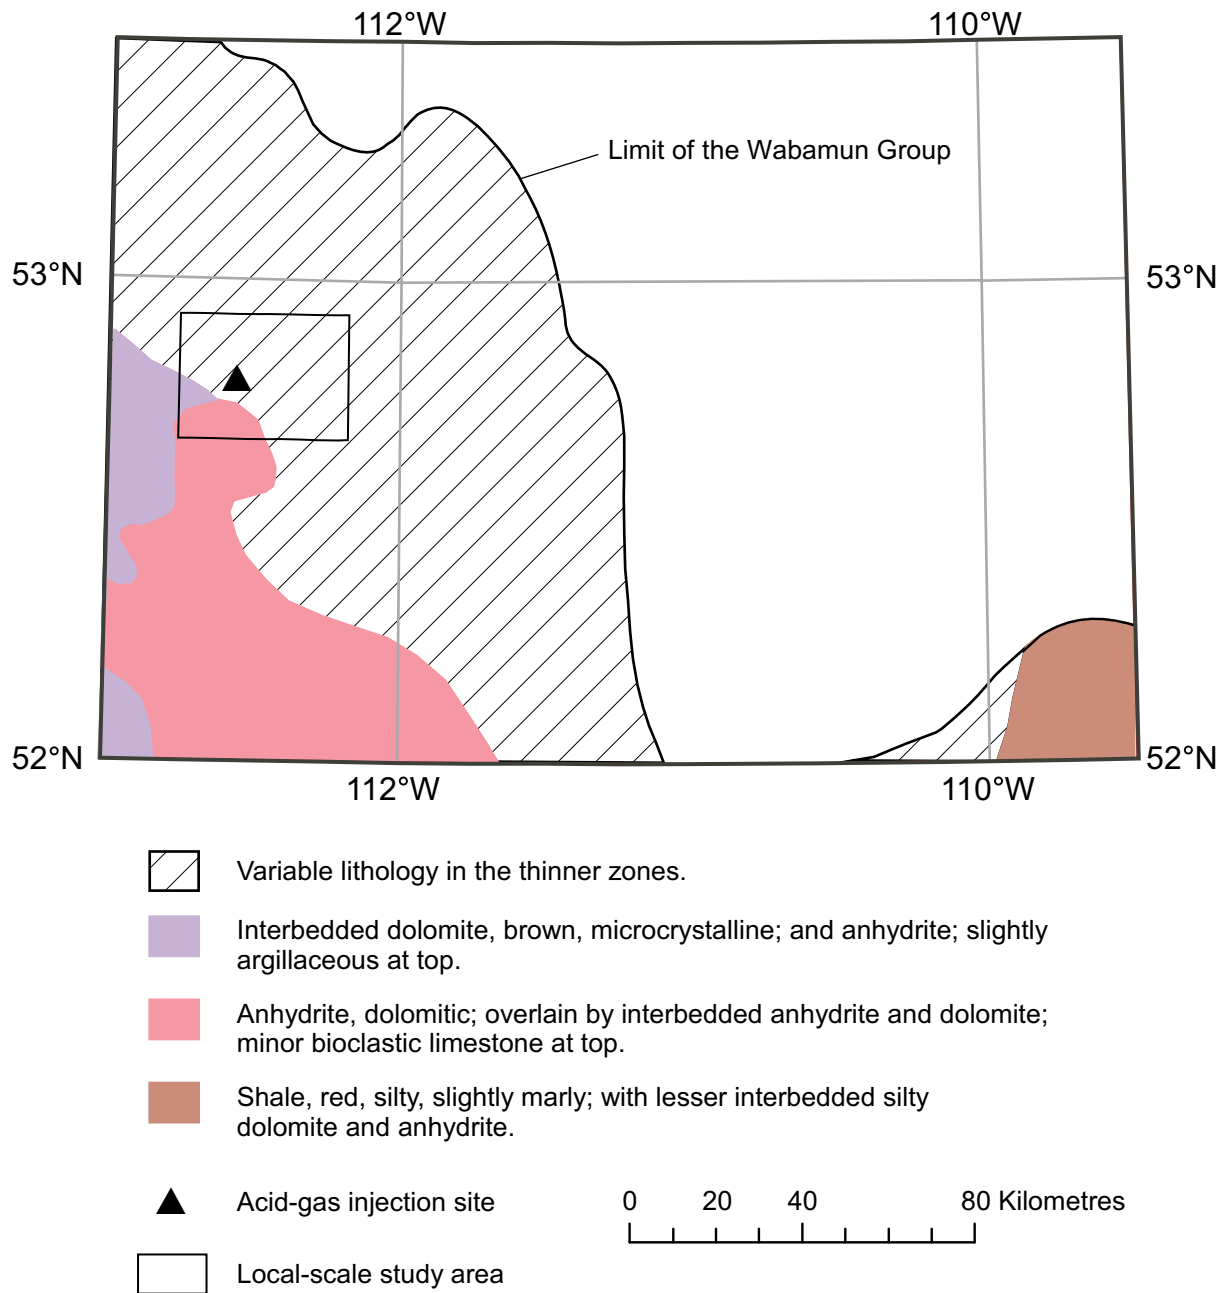 112°W
110°W
Limit of the Wabamun Group
53°N
53°N
52°N
52°N
112°W
110°W
Variable lithology in the thinner zones.
Interbedded dolomite, brown, microcrystalline; and anhydrite; slightly
argillaceous at top.
Anhydrite, dolomitic; overlain by interbedded anhydrite and dolomite;
minor bioclastic limestone at top.
Shale, red, silty, slightly marly; with lesser interbedded silty
dolomite and anhydrite.
Acid-gas injection site
0 20 40 80 Kilometres
Local-scale study area